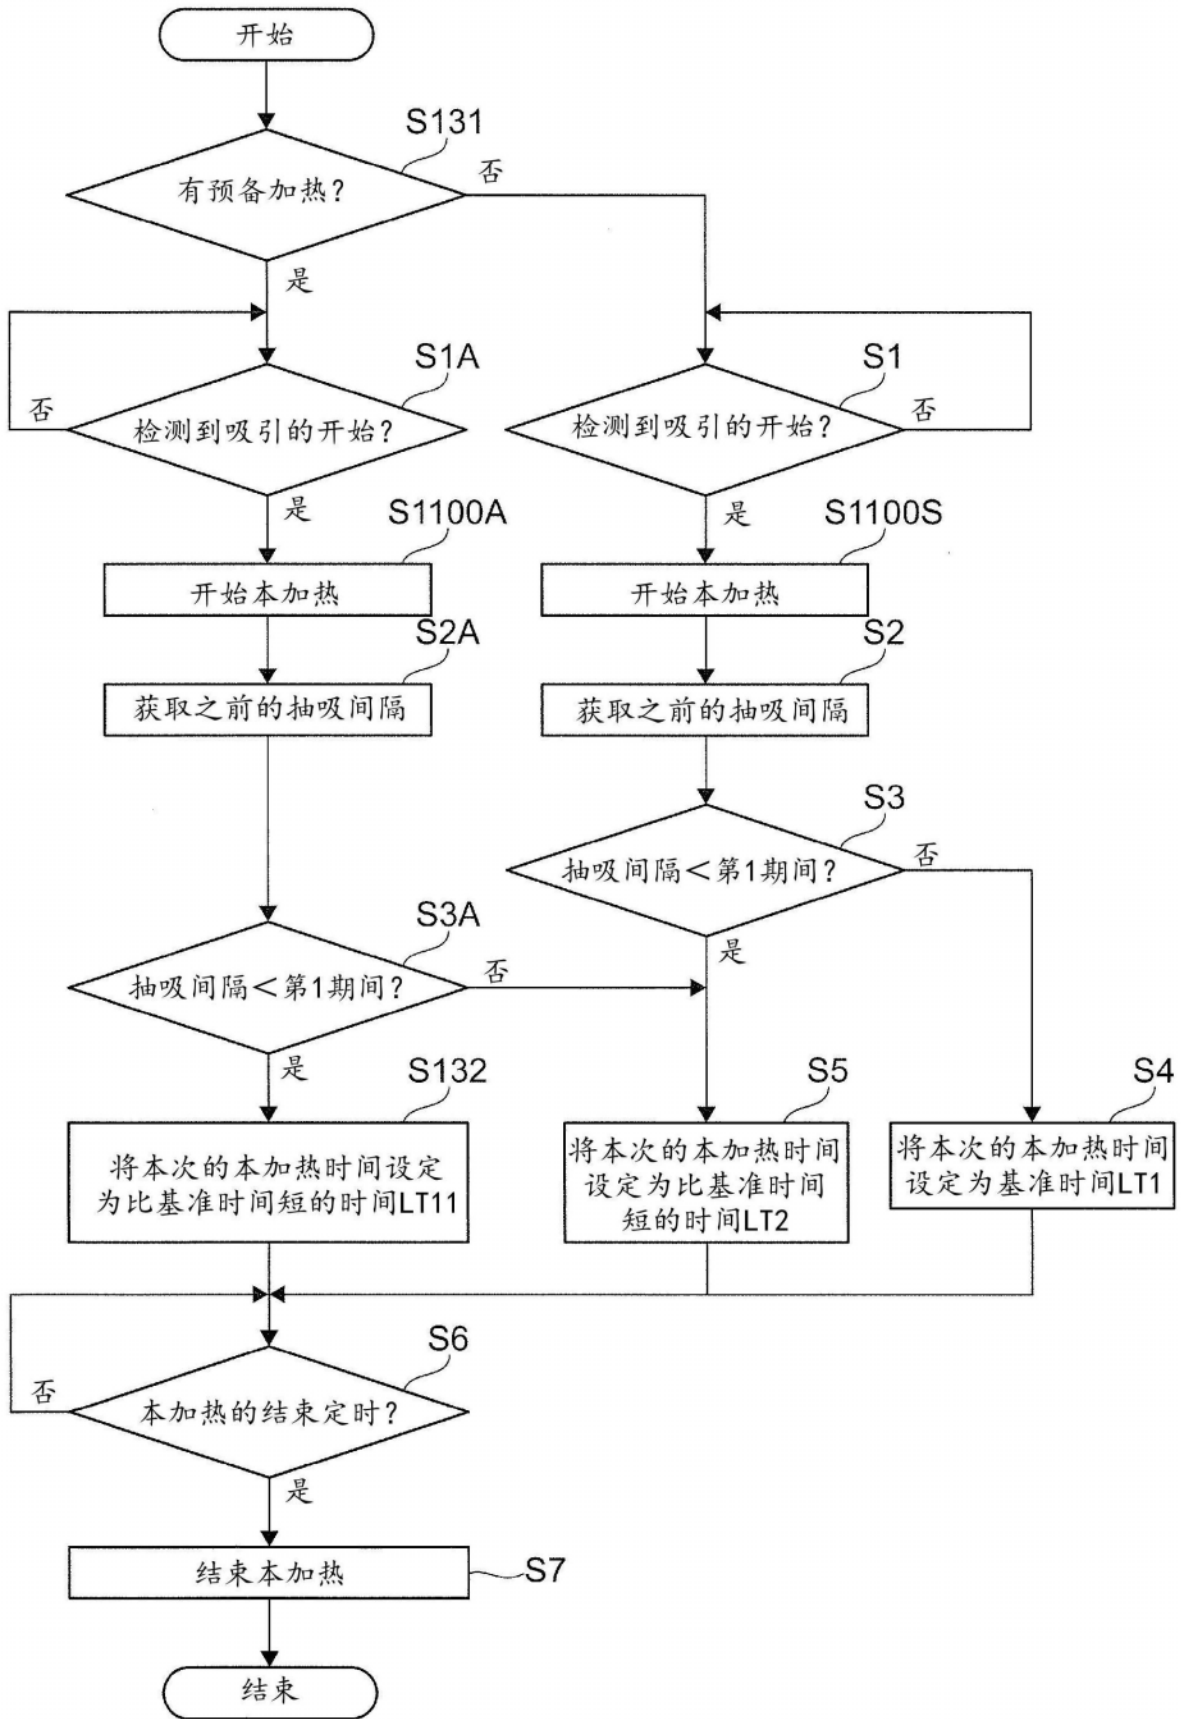 开始
S131
有预备加热？
否
是
S1A
检测到吸引的开始？
否
是
S1
检测到吸引的开始？
否
是
S1100A
开始本加热
S1100S
开始本加热
S2A
获取之前的抽吸间隔
S2
获取之前的抽吸间隔
S3
抽吸间隔＜第1期间？
否
是
S3A
抽吸间隔＜第1期间？
否
是
S132
将本次的本加热时间设定
为比基准时间短的时间LT11
S5
将本次的本加热时间
设定为比基准时间
短的时间LT2
S4
将本次的本加热时间
设定为基准时间LT1
S6
本加热的结束定时？
否
是
结束本加热
S7
结束